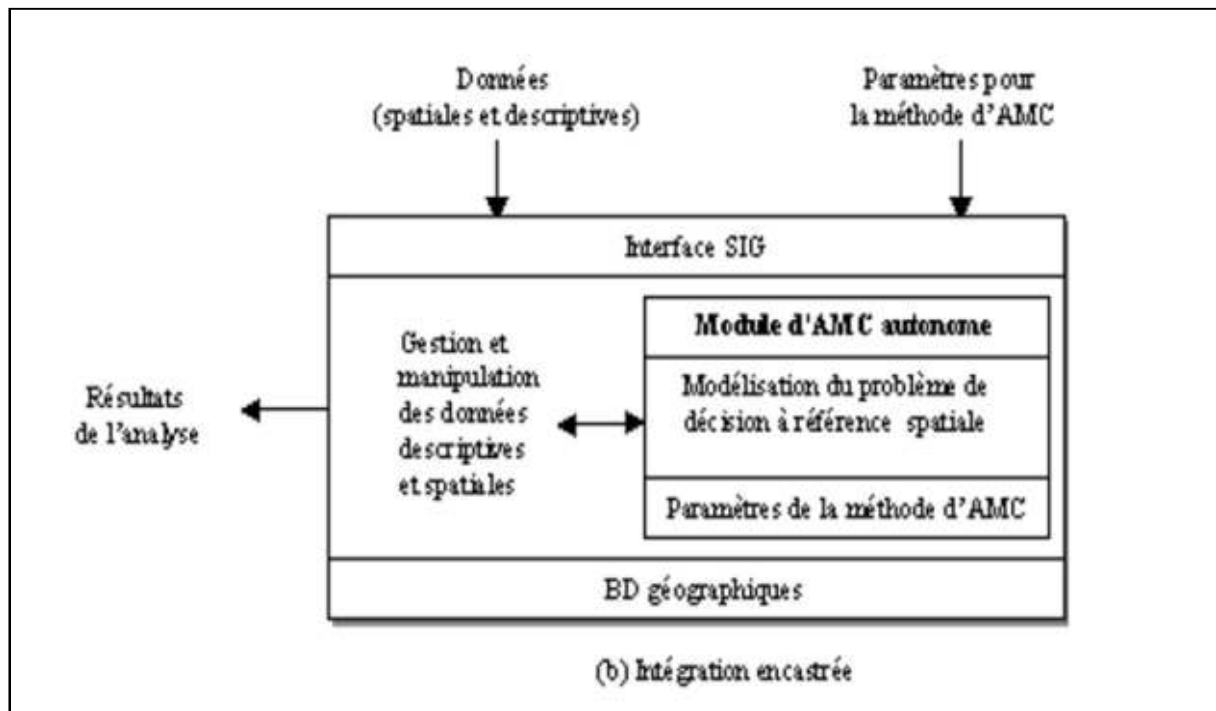 Données
(spatiales et descriptives)
Paramètres pour
la méthode d'AMC
Interface SIG
Gestion et
manipulation
des données
descriptives
et spatiales
Module d'AMC autonome
Modélisation du problème de
décision à référence spatiale
Paramètres de la méthode d'AMC
Résultats
de l'analyse
BD géographiques
(b) Intégration encastrée